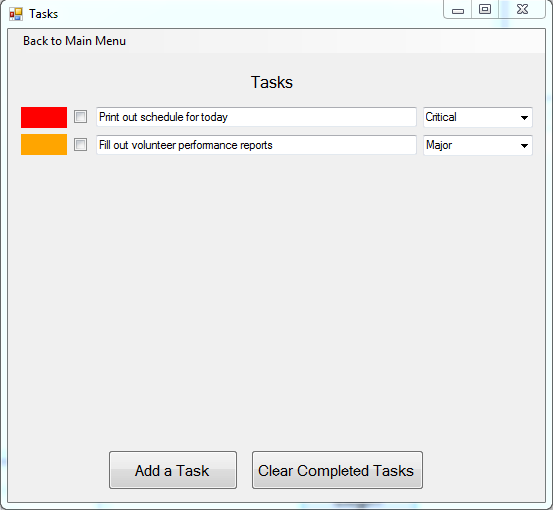 Tasks
Back to Main Menu
Tasks
Print out schedule for today Critical
Fill out volunteer performance reports Major
Add a Task Clear Completed Tasks